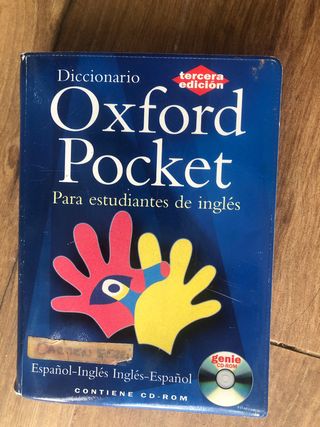 Diccionario
tercera
edición
Oxford
Pocket
Para estudiantes de inglés
genie
CD-ROM
Español-Inglés Inglés-Español
CONTIENE CD-ROM